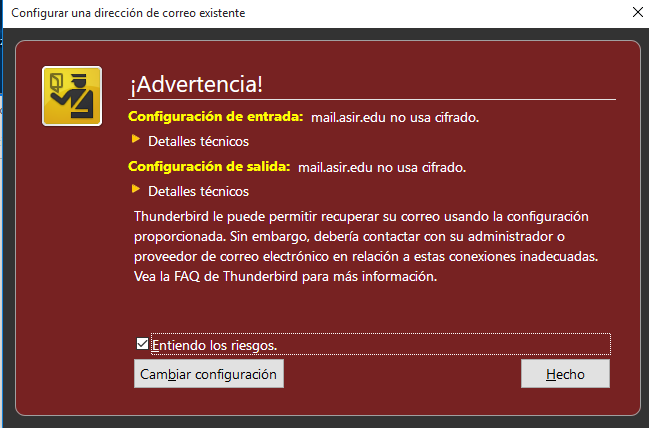 Configurar una dirección de correo existente
¡Advertencia!
Configuración de entrada: mail.asir.edu no usa cifrado.
Detalles técnicos
Configuración de salida: mail.asir.edu no usa cifrado.
Detalles técnicos
Thunderbird le puede permitir recuperar su correo usando la configuración
proporcionada. Sin embargo, debería contactar con su administrador o
proveedor de correo electrónico en relación a estas conexiones inadecuadas.
Vea la FAQ de Thunderbird para más información.
Entiendo los riesgos.
Cambiar configuración
Hecho